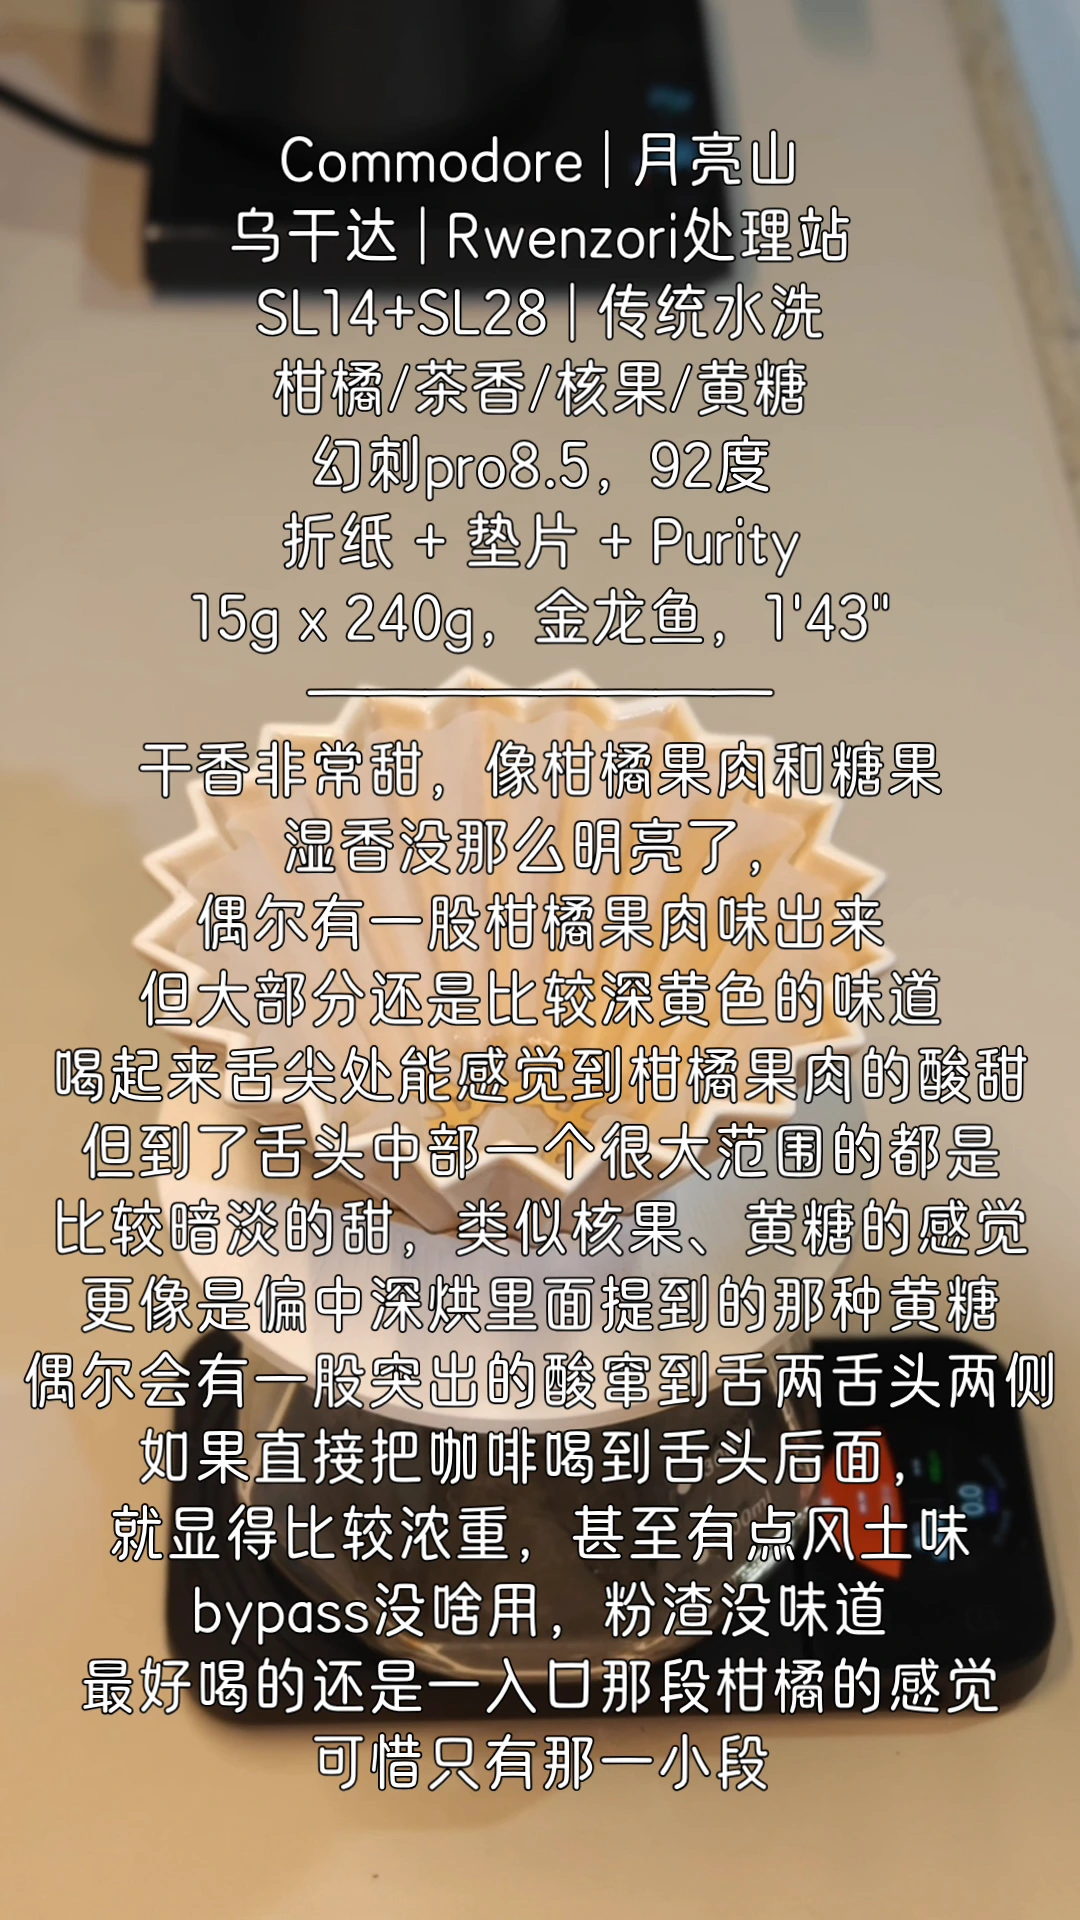 Commodore | 月亮山
乌干达 | Rwenzori处理站
SL14+SL28 | 传统水洗
柑橘/茶香/核果/黄糖
幻刺pro8.5，92度
折纸 + 垫片 + Purity
15g x 240g，金龙鱼，1'43"
————————
干香非常甜，像柑橘果肉和糖果
湿香没那么明亮了，
偶尔有一股柑橘果肉味出来
但大部分还是比较深黄色的味道
喝起来舌尖处能感觉到柑橘果肉的酸甜
但到了舌头中部一个很大范围的都是
比较暗淡的甜，类似核果、黄糖的感觉
更像是偏中深烘里面提到的那种黄糖
偶尔会有一股突出的酸窜到舌两舌头两侧
如果直接把咖啡喝到舌头后面，
就显得比较浓重，甚至有点风土味
bypass没啥用，粉渣没味道
最好喝的还是一入口那段柑橘的感觉
可惜只有那一小段
0.0